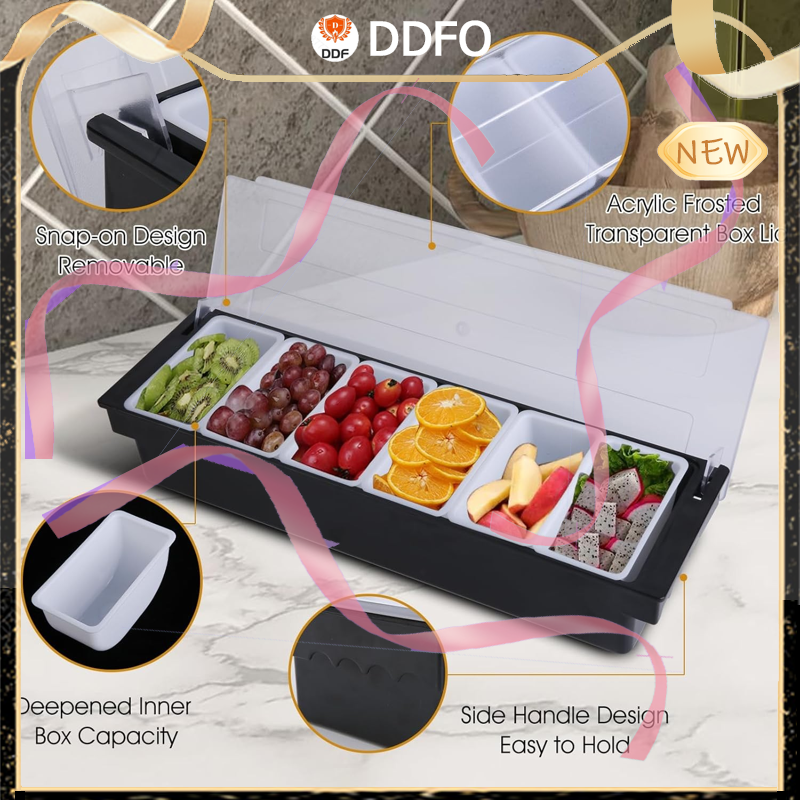 DDF
DDFO
NEW
Acrylic Frosted
Transparent Box Li
Snap-on Design
Removable
Deepened Inner
Box Capacity
Side Handle Design
Easy to Hold